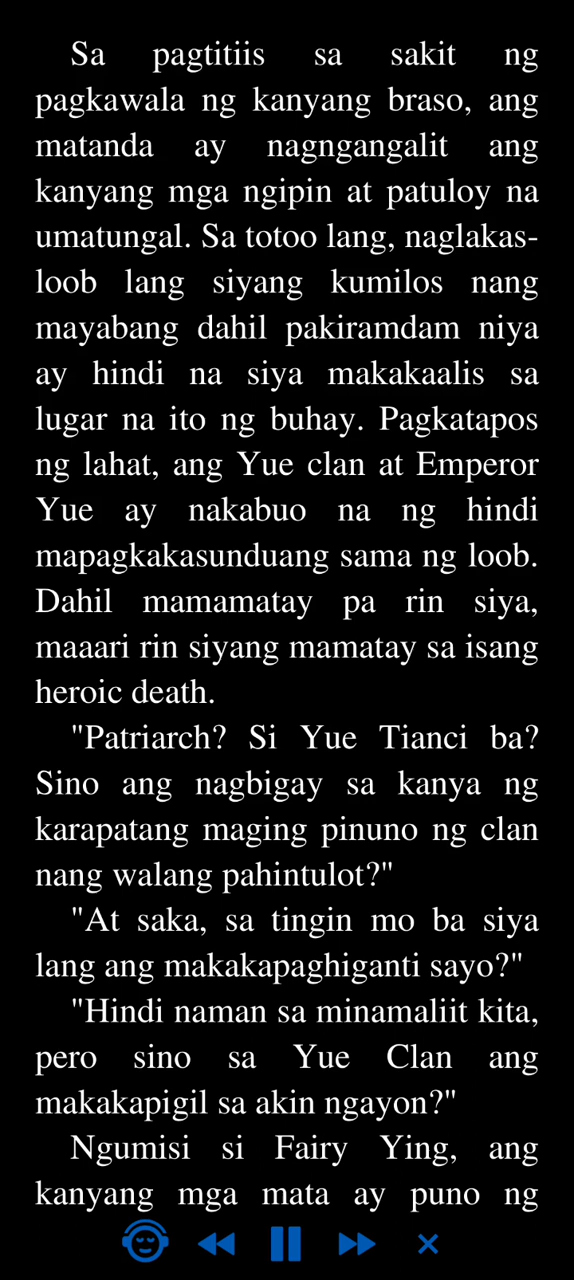 Sa pagtitiis sa sakit ng
pagkawala ng kanyang braso, ang
matanda ay nagngangalit ang
kanyang mga ngipin at patuloy na
umatungal. Sa totoo lang, naglakas-
loob lang siyang kumilos nang
mayabang dahil pakiramdam niya
ay hindi na siya makakaalis sa
lugar na ito ng buhay. Pagkatapos
ng lahat, ang Yue clan at Emperor
Yue ay nakabuo na ng hindi
mapagkakasunduang sama ng loob.
Dahil mamamatay pa rin siya,
maaari rin siyang mamatay sa isang
heroic death.
"Patriarch? Si Yue Tianci ba?
Sino ang nagbigay sa kanya ng
karapatang maging pinuno ng clan
nang walang pahintulot?"
"At saka, sa tingin mo ba siya
lang ang makakapaghiganti sayo?"
"Hindi naman sa minamaliit kita,
pero sino sa Yue Clan ang
makakapigil sa akin ngayon?"
Ngumisi si Fairy Ying, ang
kanyang mga mata ay puno ng